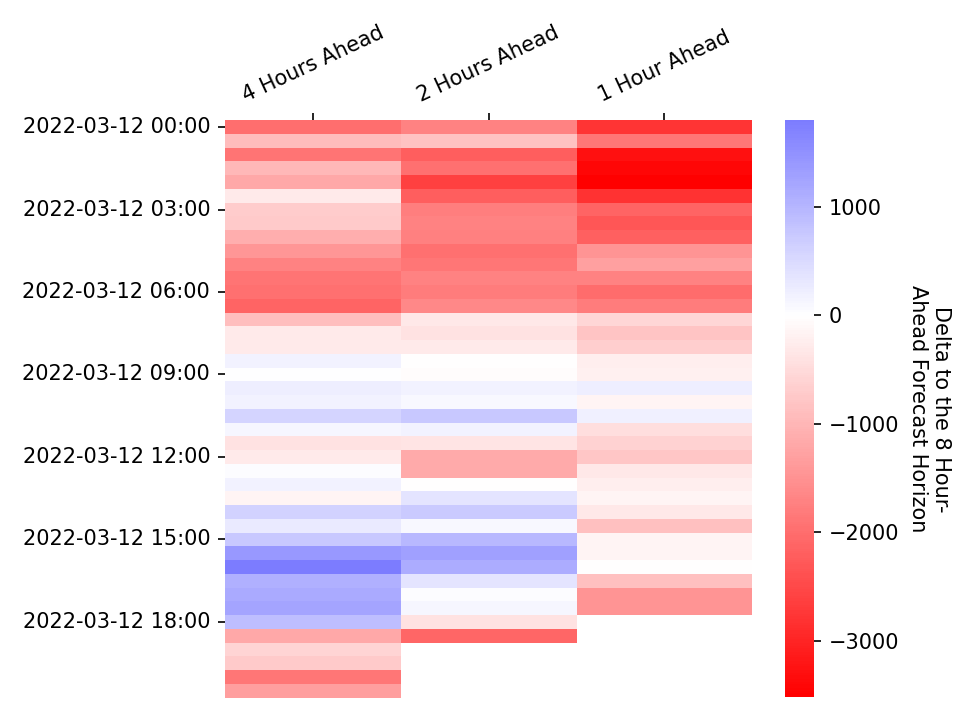 4 Hours Ahead
2 Hours Ahead
1 Hour Ahead
2022-03-12 00:00
2022-03-12 03:00
2022-03-12 06:00
2022-03-12 09:00
2022-03-12 12:00
2022-03-12 15:00
2022-03-12 18:00
1000
0
−1000
−2000
−3000
Delta to the 8 Hour-
Ahead Forecast Horizon